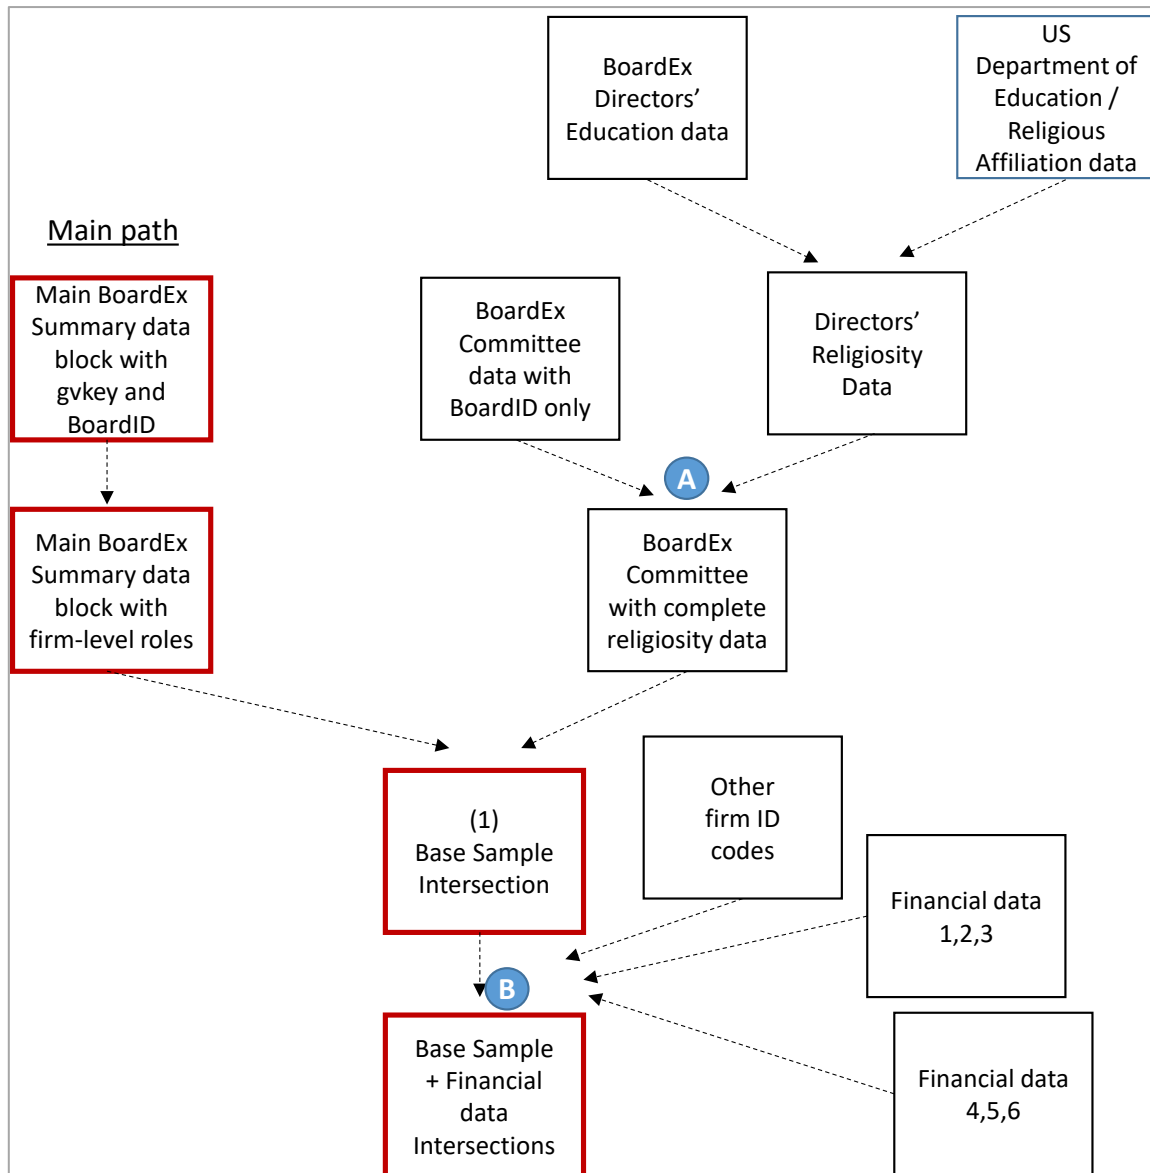 BoardEx
Directors’
Education data
US
Department of
Education /
Religious
Affiliation data
Main path
Main BoardEx
Summary data
block with
gvkey and
BoardID
BoardEx
Committee
data with
BoardID only
Directors’
Religiosity
Data
A
Main BoardEx
Summary data
block with
firm-level roles
BoardEx
Committee
with complete
religiosity data
(1)
Base Sample
Intersection
Other
firm ID
codes
Financial data
1,2,3
B
Base Sample
+ Financial
data
Intersections
Financial data
4,5,6